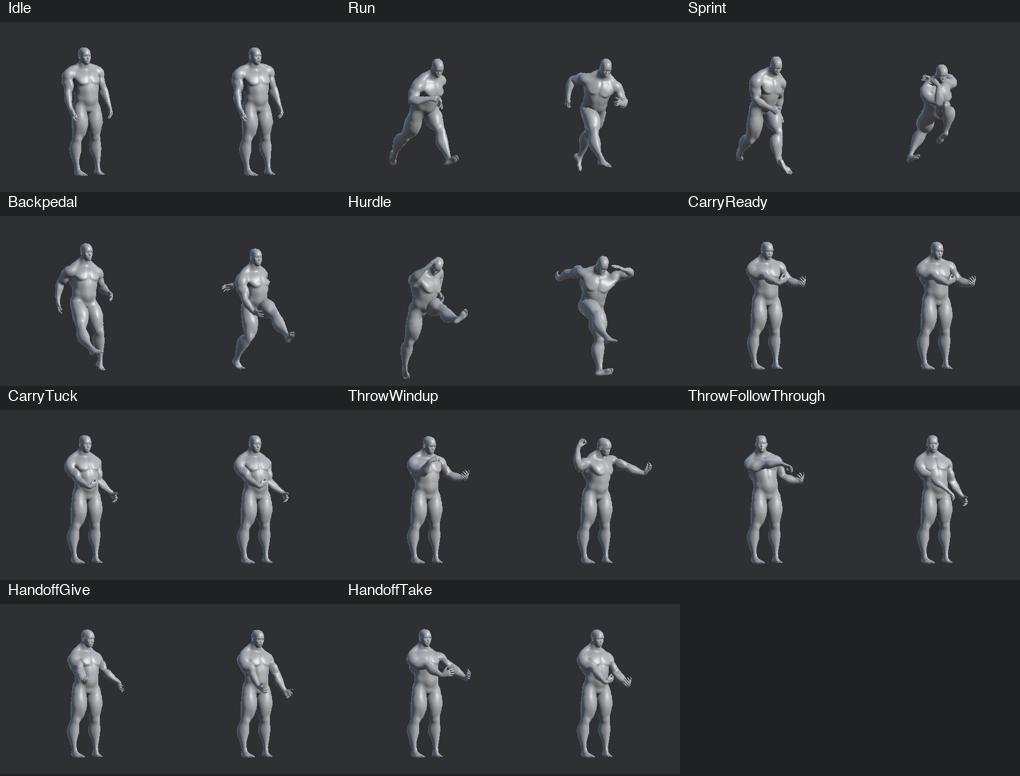 Idle
Run
Sprint
Backpedal
Hurdle
CarryReady
CarryTuck
ThrowWindup
ThrowFollowThrough
HandoffGive
HandoffTake